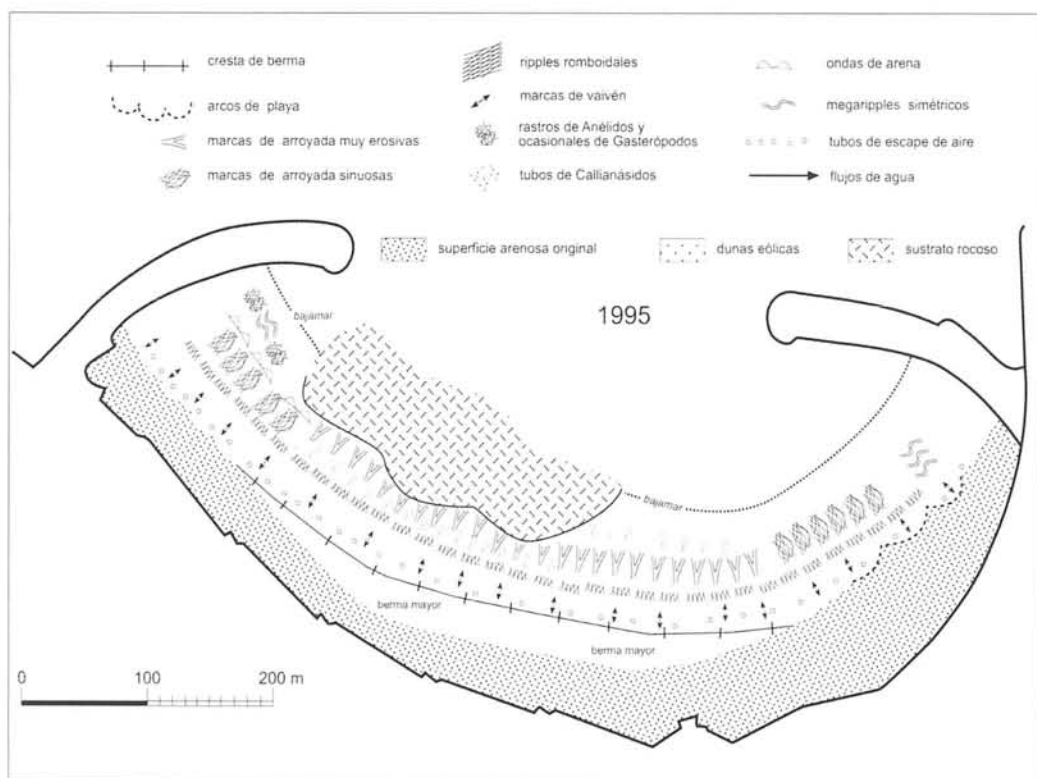 cresta de berma
arcos de playa
marcas de arroyada muy erosivas
marcas de arroyada sinuosas
ripples romboidales
marcas de vaivén
rastros de Anélidos y
ocasionales de Gasterópodos
tubos de Callianásidos
ondas de arena
megaripples simétricos
tubos de escape de aire
flujos de agua
superficie arenosa original
dunas eólicas
sustrato rocoso
1995
bajamar
bajamar
berma mayor
berma mayor
0 100 200 m